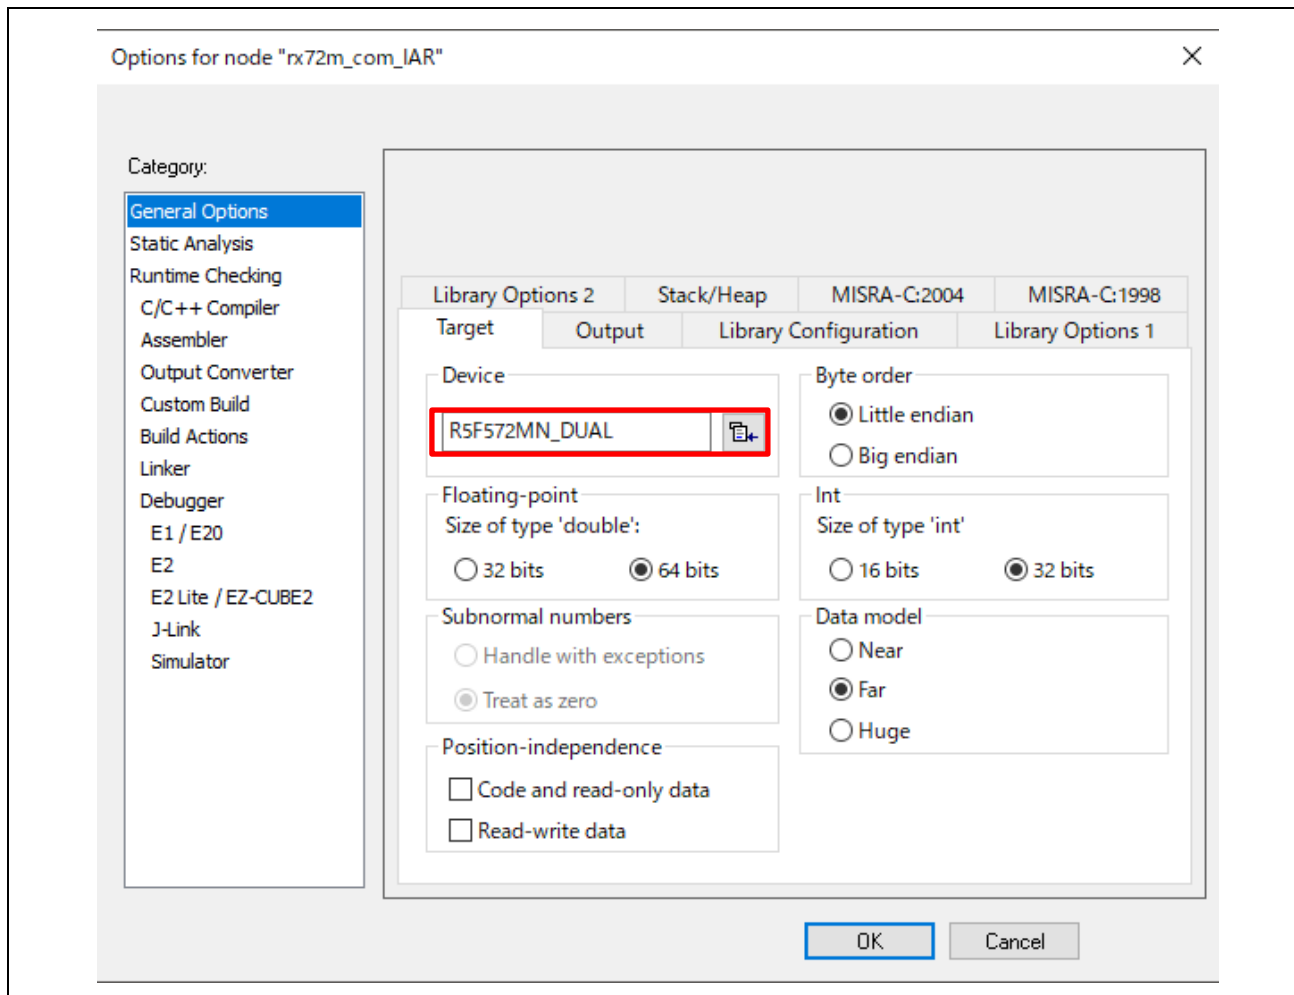 Options for node "rx72m_com_IAR"
Category:
General Options
Static Analysis
Runtime Checking
C/C++ Compiler
Assembler
Output Converter
Custom Build
Build Actions
Linker
Debugger
E1 / E20
E2
E2 Lite / EZ-CUBE2
J-Link
Simulator
Library Options 2 Stack/Heap MISRA-C:2004 MISRA-C:1998
Target Output Library Configuration Library Options 1
Device
R5F572MN_DUAL
Byte order
Little endian
Big endian
Floating-point
Size of type 'double':
32 bits 64 bits
Int
Size of type 'int'
16 bits 32 bits
Subnormal numbers
Handle with exceptions
Treat as zero
Data model
Near
Far
Huge
Position-independence
Code and read-only data
Read-write data
OK Cancel